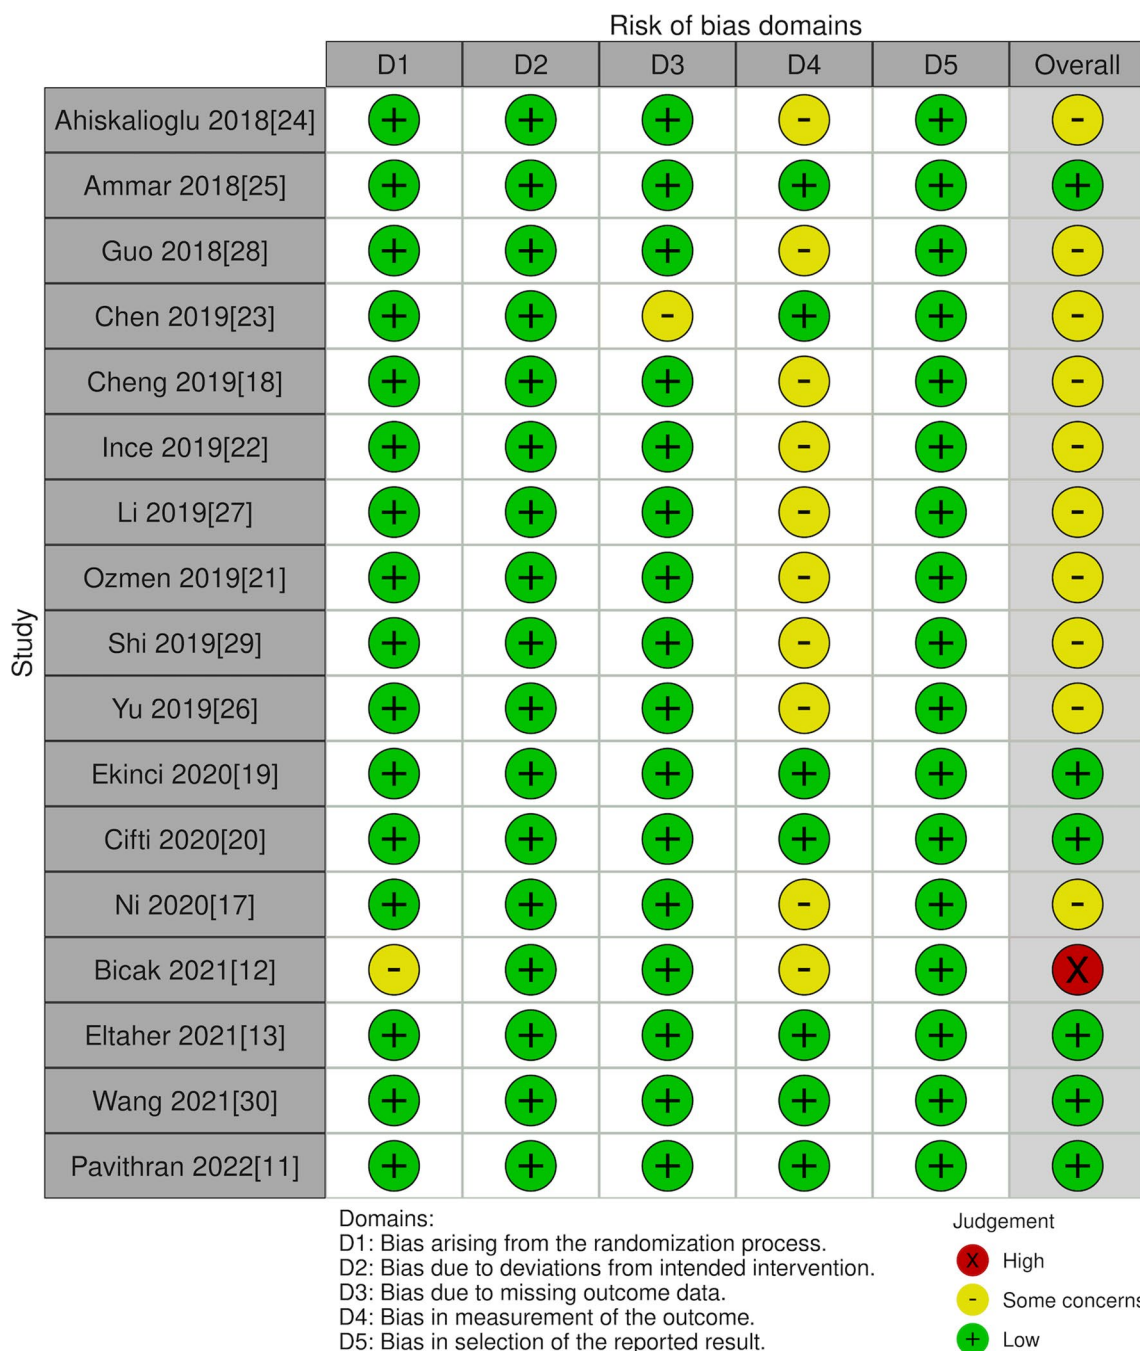 Risk of bias domains
D1 D2 D3 D4 D5 Overall
Study
Ahiskalioglu 2018[24] + + + - + -
Ammar 2018[25] + + + + + +
Guo 2018[28] + + + - + -
Chen 2019[23] + + - + + -
Cheng 2019[18] + + + - + -
Ince 2019[22] + + + - + -
Li 2019[27] + + + - + -
Ozmen 2019[21] + + + - + -
Shi 2019[29] + + + - + -
Yu 2019[26] + + + - + -
Ekinci 2020[19] + + + + + +
Cifti 2020[20] + + + + + +
Ni 2020[17] + + + - + -
Bicak 2021[12] - + + - + X
Eltaher 2021[13] + + + + + +
Wang 2021[30] + + + + + +
Pavithran 2022[11] + + + + + +
Domains:
D1: Bias arising from the randomization process.
D2: Bias due to deviations from intended intervention.
D3: Bias due to missing outcome data.
D4: Bias in measurement of the outcome.
D5: Bias in selection of the reported result.
Judgement
X High
- Some concerns
+ Low